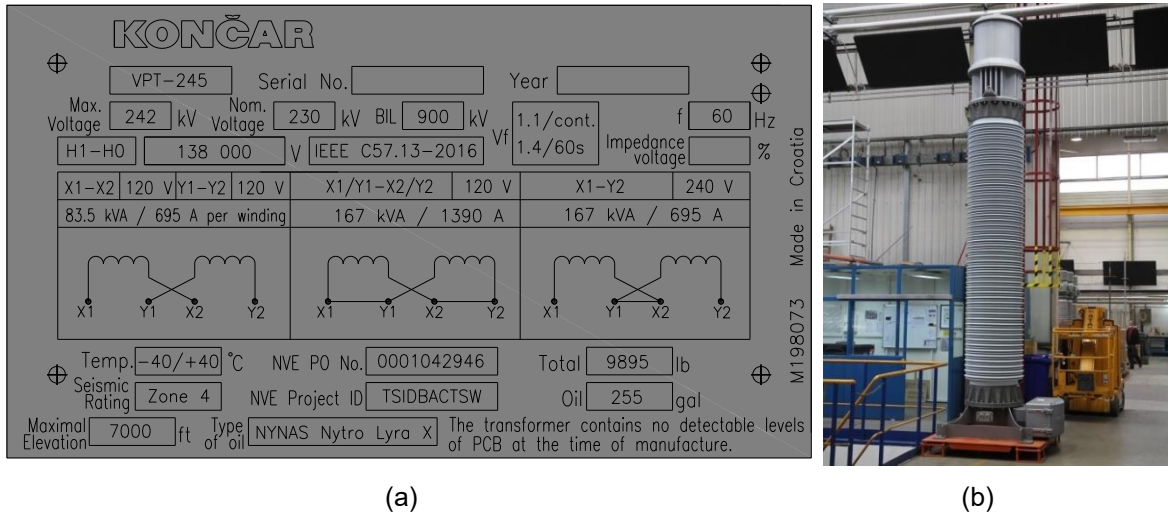 KONČAR
VPT-245 Serial No. Year
Max. Voltage 242 kV Nom. Voltage 230 kV BIL 900 kV Vf 1.1/cont. 1.4/60s f 60 Hz
H1-H0 138 000 V IEEE C57.13-2016 Impedance voltage %
X1-X2 120 V Y1-Y2 120 V X1/Y1-X2/Y2 120 V X1-Y2 240 V
83.5 kVA / 695 A per winding 167 kVA / 1390 A 167 kVA / 695 A
X1 Y1 X2 Y2 X1 Y1 X2 Y2 X1 Y1 X2 Y2
Temp. -40/+40 °C NVE PO No. 0001042946 Total 9895 lb
Seismic Rating Zone 4 NVE Project ID TSIDBACTSW Oil 255 gal
Maximal Elevation 7000 ft Type of oil NYNAS Nytro Lyra X The transformer contains no detectable levels
of PCB at the time of manufacture.
M198073 Made in Croatia
(a) (b)